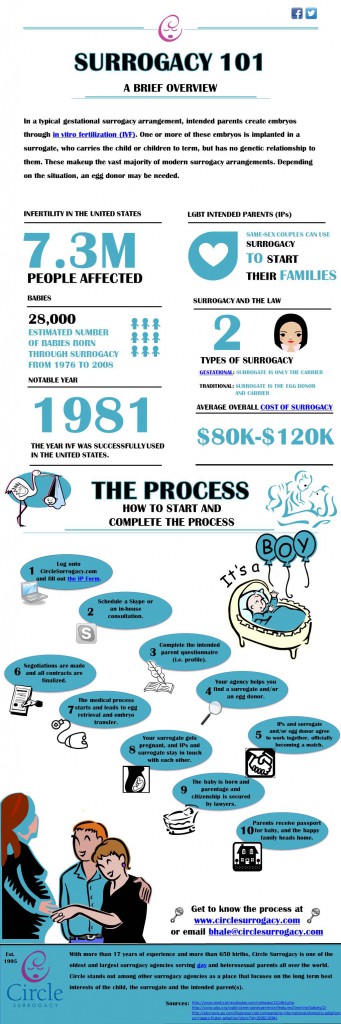 SURROGACY 101
A BRIEF OVERVIEW
In a typical gestational surrogacy arrangement, intended parents create embryos
through in vitro fertilization (IVF). One or more of these embryos is implanted in a
surrogate, who carries the child or children to term, but has no genetic relationship to
them. These makeup the vast majority of modern surrogacy arrangements. Depending
on the situation, an egg donor may be needed.
INFERTILITY IN THE UNITED STATES
7.3M
PEOPLE AFFECTED
BABIES
28,000
ESTIMATED NUMBER
OF BABIES BORN
THROUGH SURROGACY
FROM 1976 TO 2008
NOTABLE YEAR
1981
THE YEAR IVF WAS SUCCESSFULLY USED
IN THE UNITED STATES.
LGBT INTENDED PARENTS (IPs)
SAME-SEX COUPLES CAN USE
SURROGACY
TO START
THEIR FAMILIES
SURROGACY AND THE LAW
2
TYPES OF SURROGACY
GESTATIONAL: SURROGATE IS ONLY THE CARRIER
TRADITIONAL: SURROGATE IS THE EGG DONOR
AND CARRIER
AVERAGE OVERALL COST OF SURROGACY
$80K-$120K
THE PROCESS
HOW TO START AND
COMPLETE THE PROCESS
It's a
BOY
1 Log onto
CircleSurrogacy.com
and fill out the IP Form.
2 Schedule a Skype or
an in-house
consultation.
3 Complete the intended
parent questionnaire
(i.e. profile).
4 Your agency helps you
find a surrogate and/or
an egg donor.
5 IPs and surrogate
and/or egg donor agree
to work together, officially
becoming a match.
6 Negotiations are made
and all contracts are
finalized.
7 The medical process
starts and leads to egg
retrieval and embryo
transfer.
8 Your surrogate gets
pregnant, and IPs and
surrogate stay in touch
with each other.
9 The baby is born and
parentage and
citizenship is secured
by lawyers.
10 Parents receive passport
for baby, and the happy
family heads home.
Get to know the process at
www.circlesurrogacy.com
or email bhale@circlesurrogacy.com
Est.
1995
Circle
SURROGACY
With more than 17 years of experience and more than 650 births, Circle Surrogacy is one of the
oldest and largest surrogacy agencies serving gay and heterosexual parents all over the world.
Circle stands out among other surrogacy agencies as a place that focuses on the long term best
interests of the child, the surrogate and the intended parent(s).
Sources: